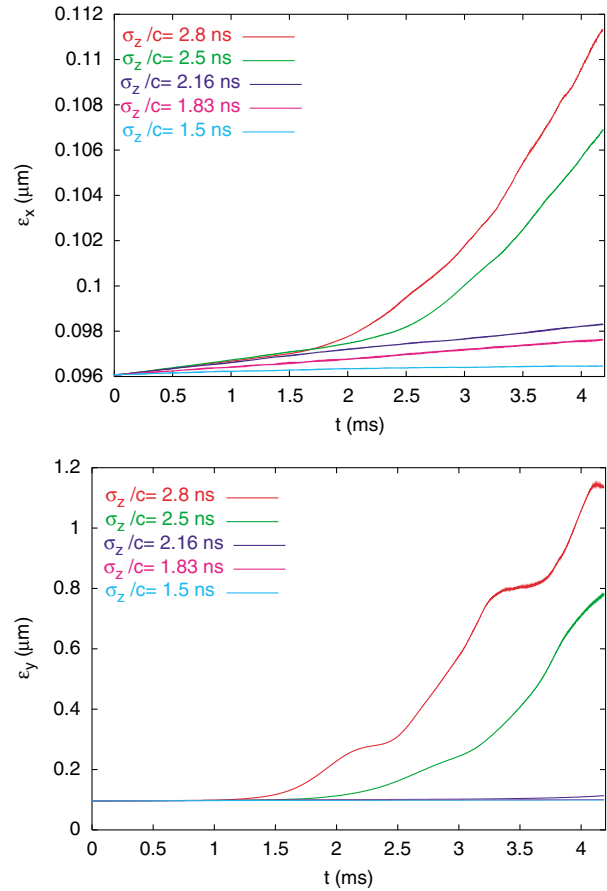 0.112
0.11
0.108
0.106
0.104
0.102
0.1
0.098
0.096
σz /c= 2.8 ns
σz /c= 2.5 ns
σz /c= 2.16 ns
σz /c= 1.83 ns
σz /c= 1.5 ns
εx (μm)
0 0.5 1 1.5 2 2.5 3 3.5 4
t (ms)
1.2
1
0.8
0.6
0.4
0.2
0
σz /c= 2.8 ns
σz /c= 2.5 ns
σz /c= 2.16 ns
σz /c= 1.83 ns
σz /c= 1.5 ns
εy (μm)
0 0.5 1 1.5 2 2.5 3 3.5 4
t (ms)